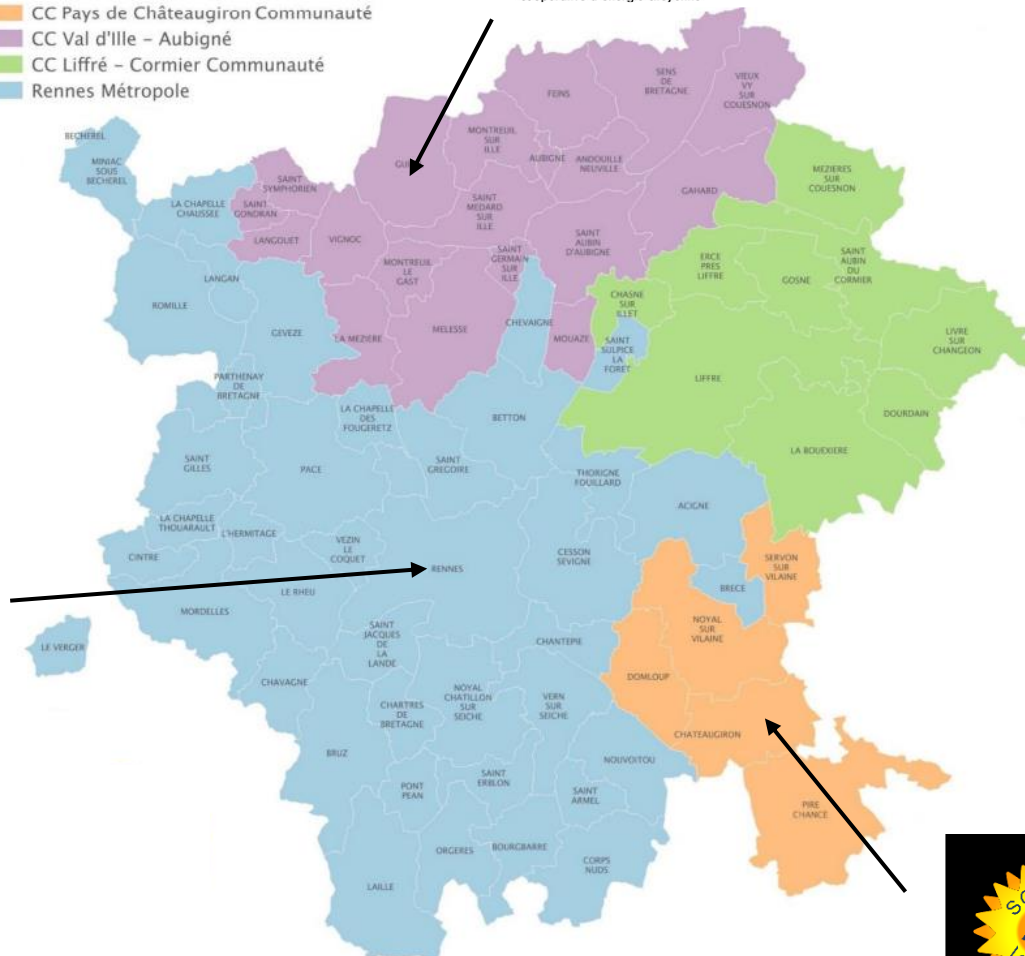 CC Pays de Châteaugiron Communauté
CC Val d'Ille – Aubigné
CC Liffré – Cormier Communauté
Rennes Métropole
SENS
DE
BRETAGNE
VIEUX
VY
SUR
COUESNON
FEINS
BECHEREL
MINIAC
SOUS
BECHEREL
MONTREUIL
SUR
ILLE
AUBIGNE
ANDOUILLE
NEUVILLE
MEZIERES
SUR
COUESNON
SAINT
SYMPHORIEN
GAHARD
LA CHAPELLE
CHAUSSEE
SAINT
GONDRAN
SAINT
MEDARD
SUR
ILLE
LANGOUET
VIGNOC
SAINT
AUBIN
D'AUBIGNE
SAINT
GERMAIN
SUR
ILLE
ERCE
PRES
LIFFRE
SAINT
AUBIN
DU
CORMIER
GOSNE
MONTREUIL
LE
GAST
LANGAN
ROMILLE
CHASNE
SUR
ILLET
GEVEZE
LA MEZIERE
MELESSE
CHEVAIGNE
MOUAZE
SAINT
SULPICE
LA
FORET
LIVRE
SUR
CHANGEON
LIFFRE
PARTHENAY
DE
BRETAGNE
LA CHAPELLE
DES
FOUGERETZ
BETTON
DOURDAIN
LA BOUEXIERE
SAINT
GILLES
PACE
SAINT
GREGOIRE
THORIGNE
FOUILLARD
ACIGNE
LA CHAPELLE
THOUARAULT
L'HERMITAGE
VEZIN
LE
COQUET
CINTRE
CESSON
SEVIGNE
RENNES
SERVON
SUR
VILAINE
BRECE
LE RHEU
MORDELLES
NOYAL
SUR
VILAINE
SAINT
JACQUES
DE
LA
LANDE
CHANTEPIE
LE VERGER
CHAVAGNE
DOMLOUP
NOYAL
CHATILLON
SUR
SEICHE
VERN
SUR
SEICHE
CHARTRES
DE
BRETAGNE
CHATEAUGIRON
BRUZ
NOUVOITOU
PONT
PEAN
SAINT
ERBLON
SAINT
ARMEL
PIRE
CHANCE
ORGERES
BOURGBARRE
CORPS
NUDS
LAILLE